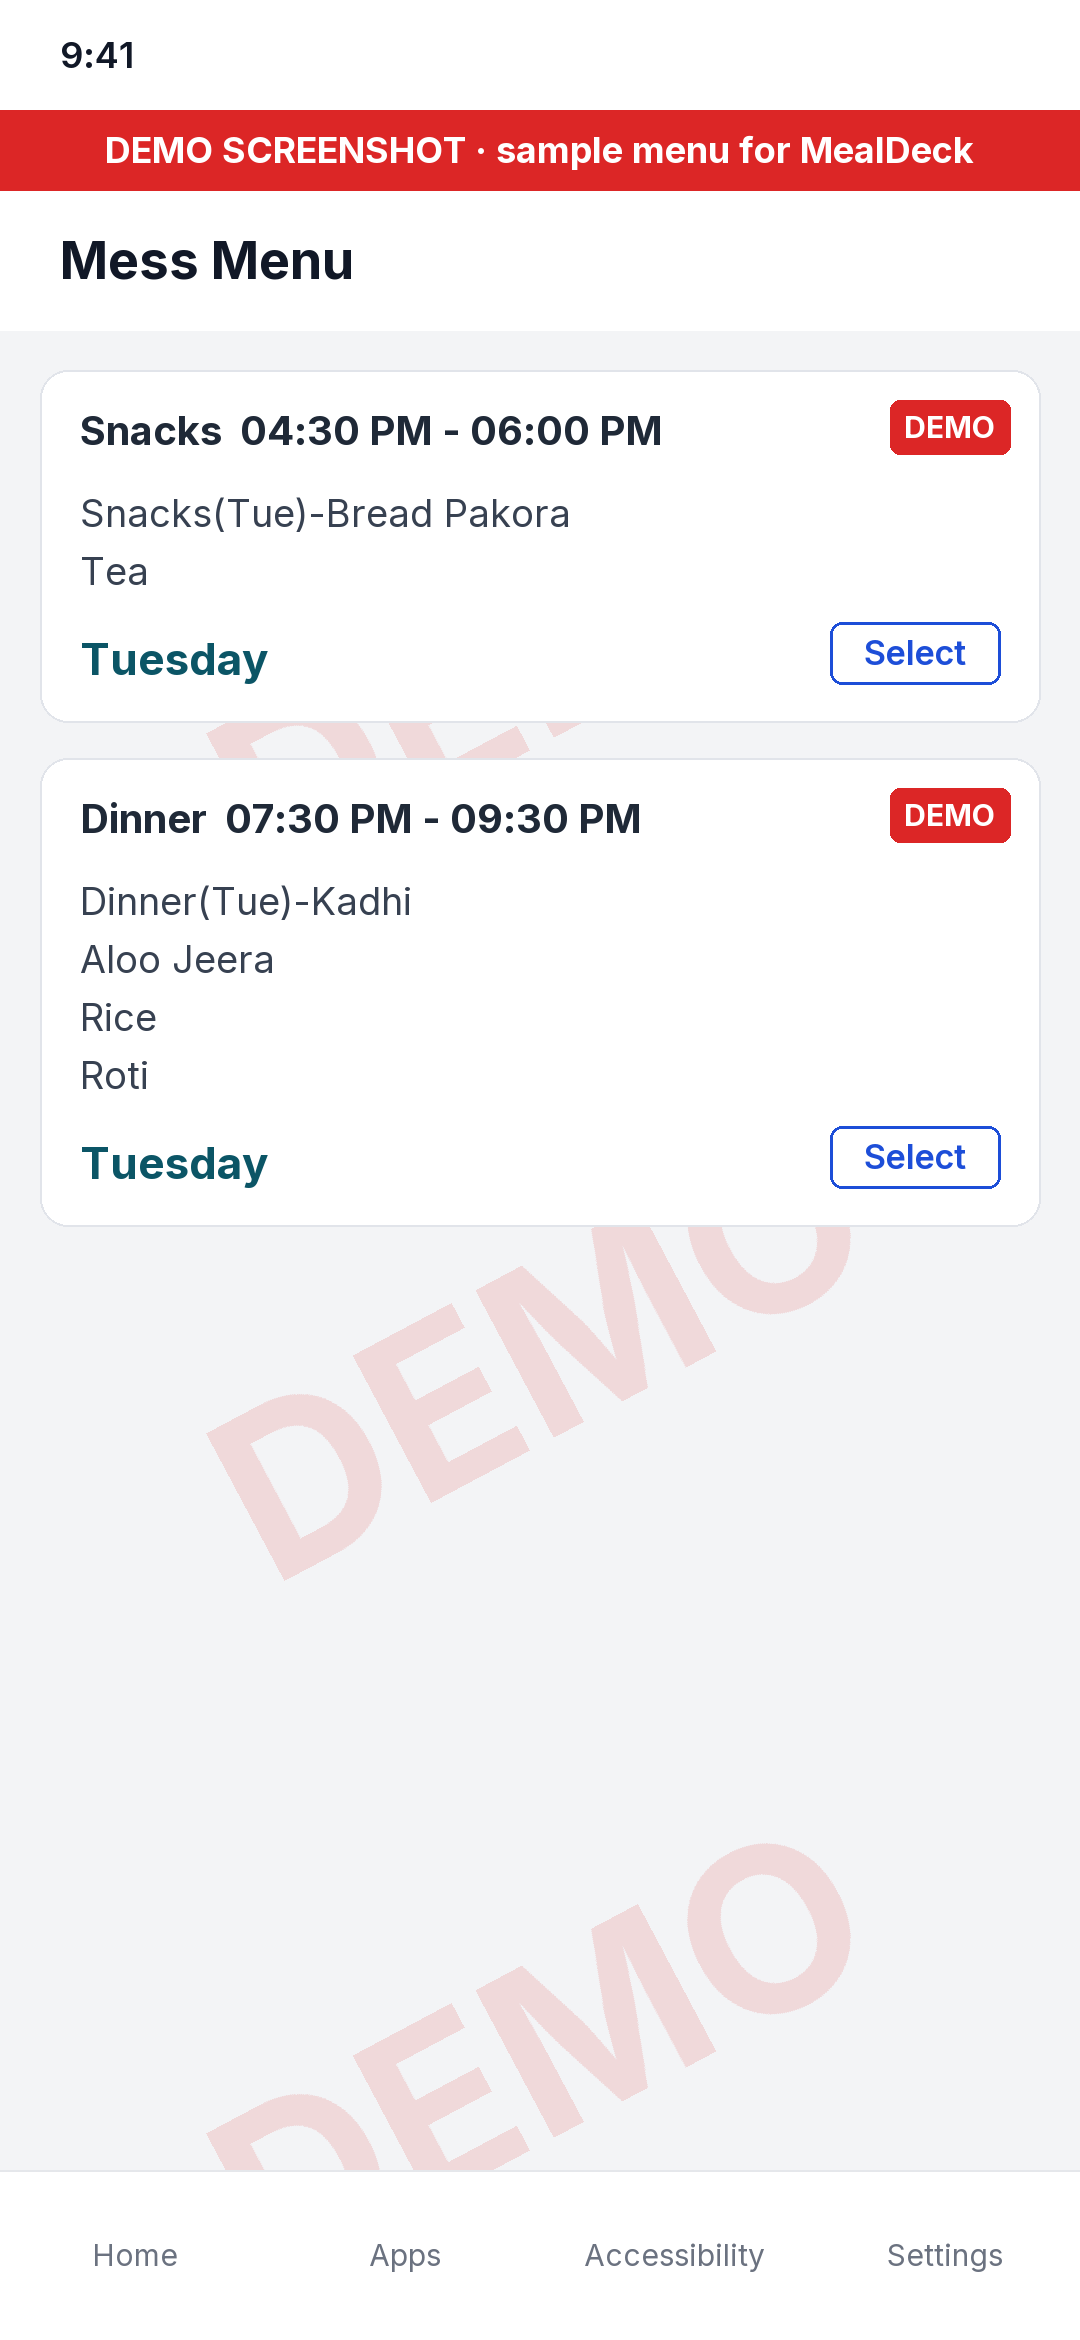 9:41
DEMO SCREENSHOT · sample menu for MealDeck
Mess Menu
Snacks 04:30 PM - 06:00 PM
DEMO
Snacks(Tue)-Bread Pakora
Tea
Tuesday
Select
Dinner 07:30 PM - 09:30 PM
DEMO
Dinner(Tue)-Kadhi
Aloo Jeera
Rice
Roti
Tuesday
Select
DEMO
DEMO
Home
Apps
Accessibility
Settings